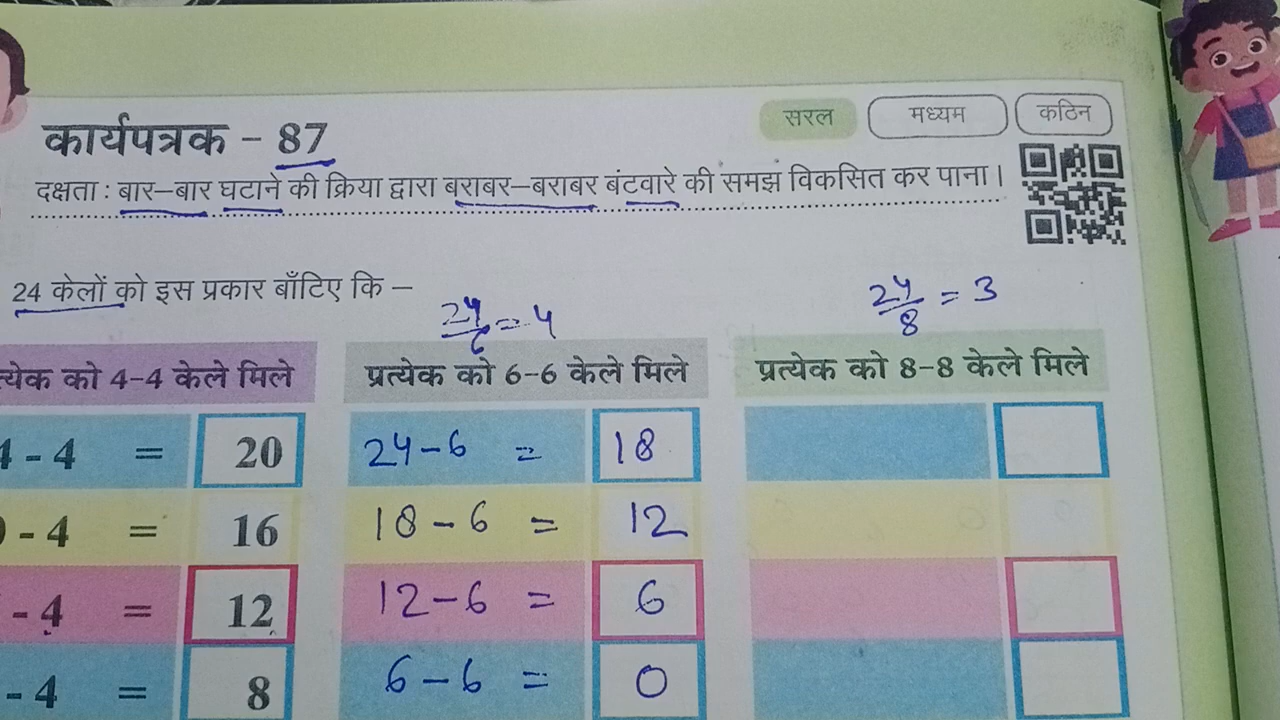 सरल मध्यम कठिन
कार्यपत्रक – 87
दक्षता : बार–बार घटाने की क्रिया द्वारा बराबर–बराबर बंटवारे की समझ विकसित कर पाना।
24 केलों को इस प्रकार बाँटिए कि –
24/6 = 4 24/8 = 3
को 4-4 केले मिले प्रत्येक को 6-6 केले मिले प्रत्येक को 8-8 केले मिले
- 4 = 20 24-6 = 18
- 4 = 16 18-6 = 12
- 4 = 12 12-6 = 6
- 4 = 8 6-6 = 0